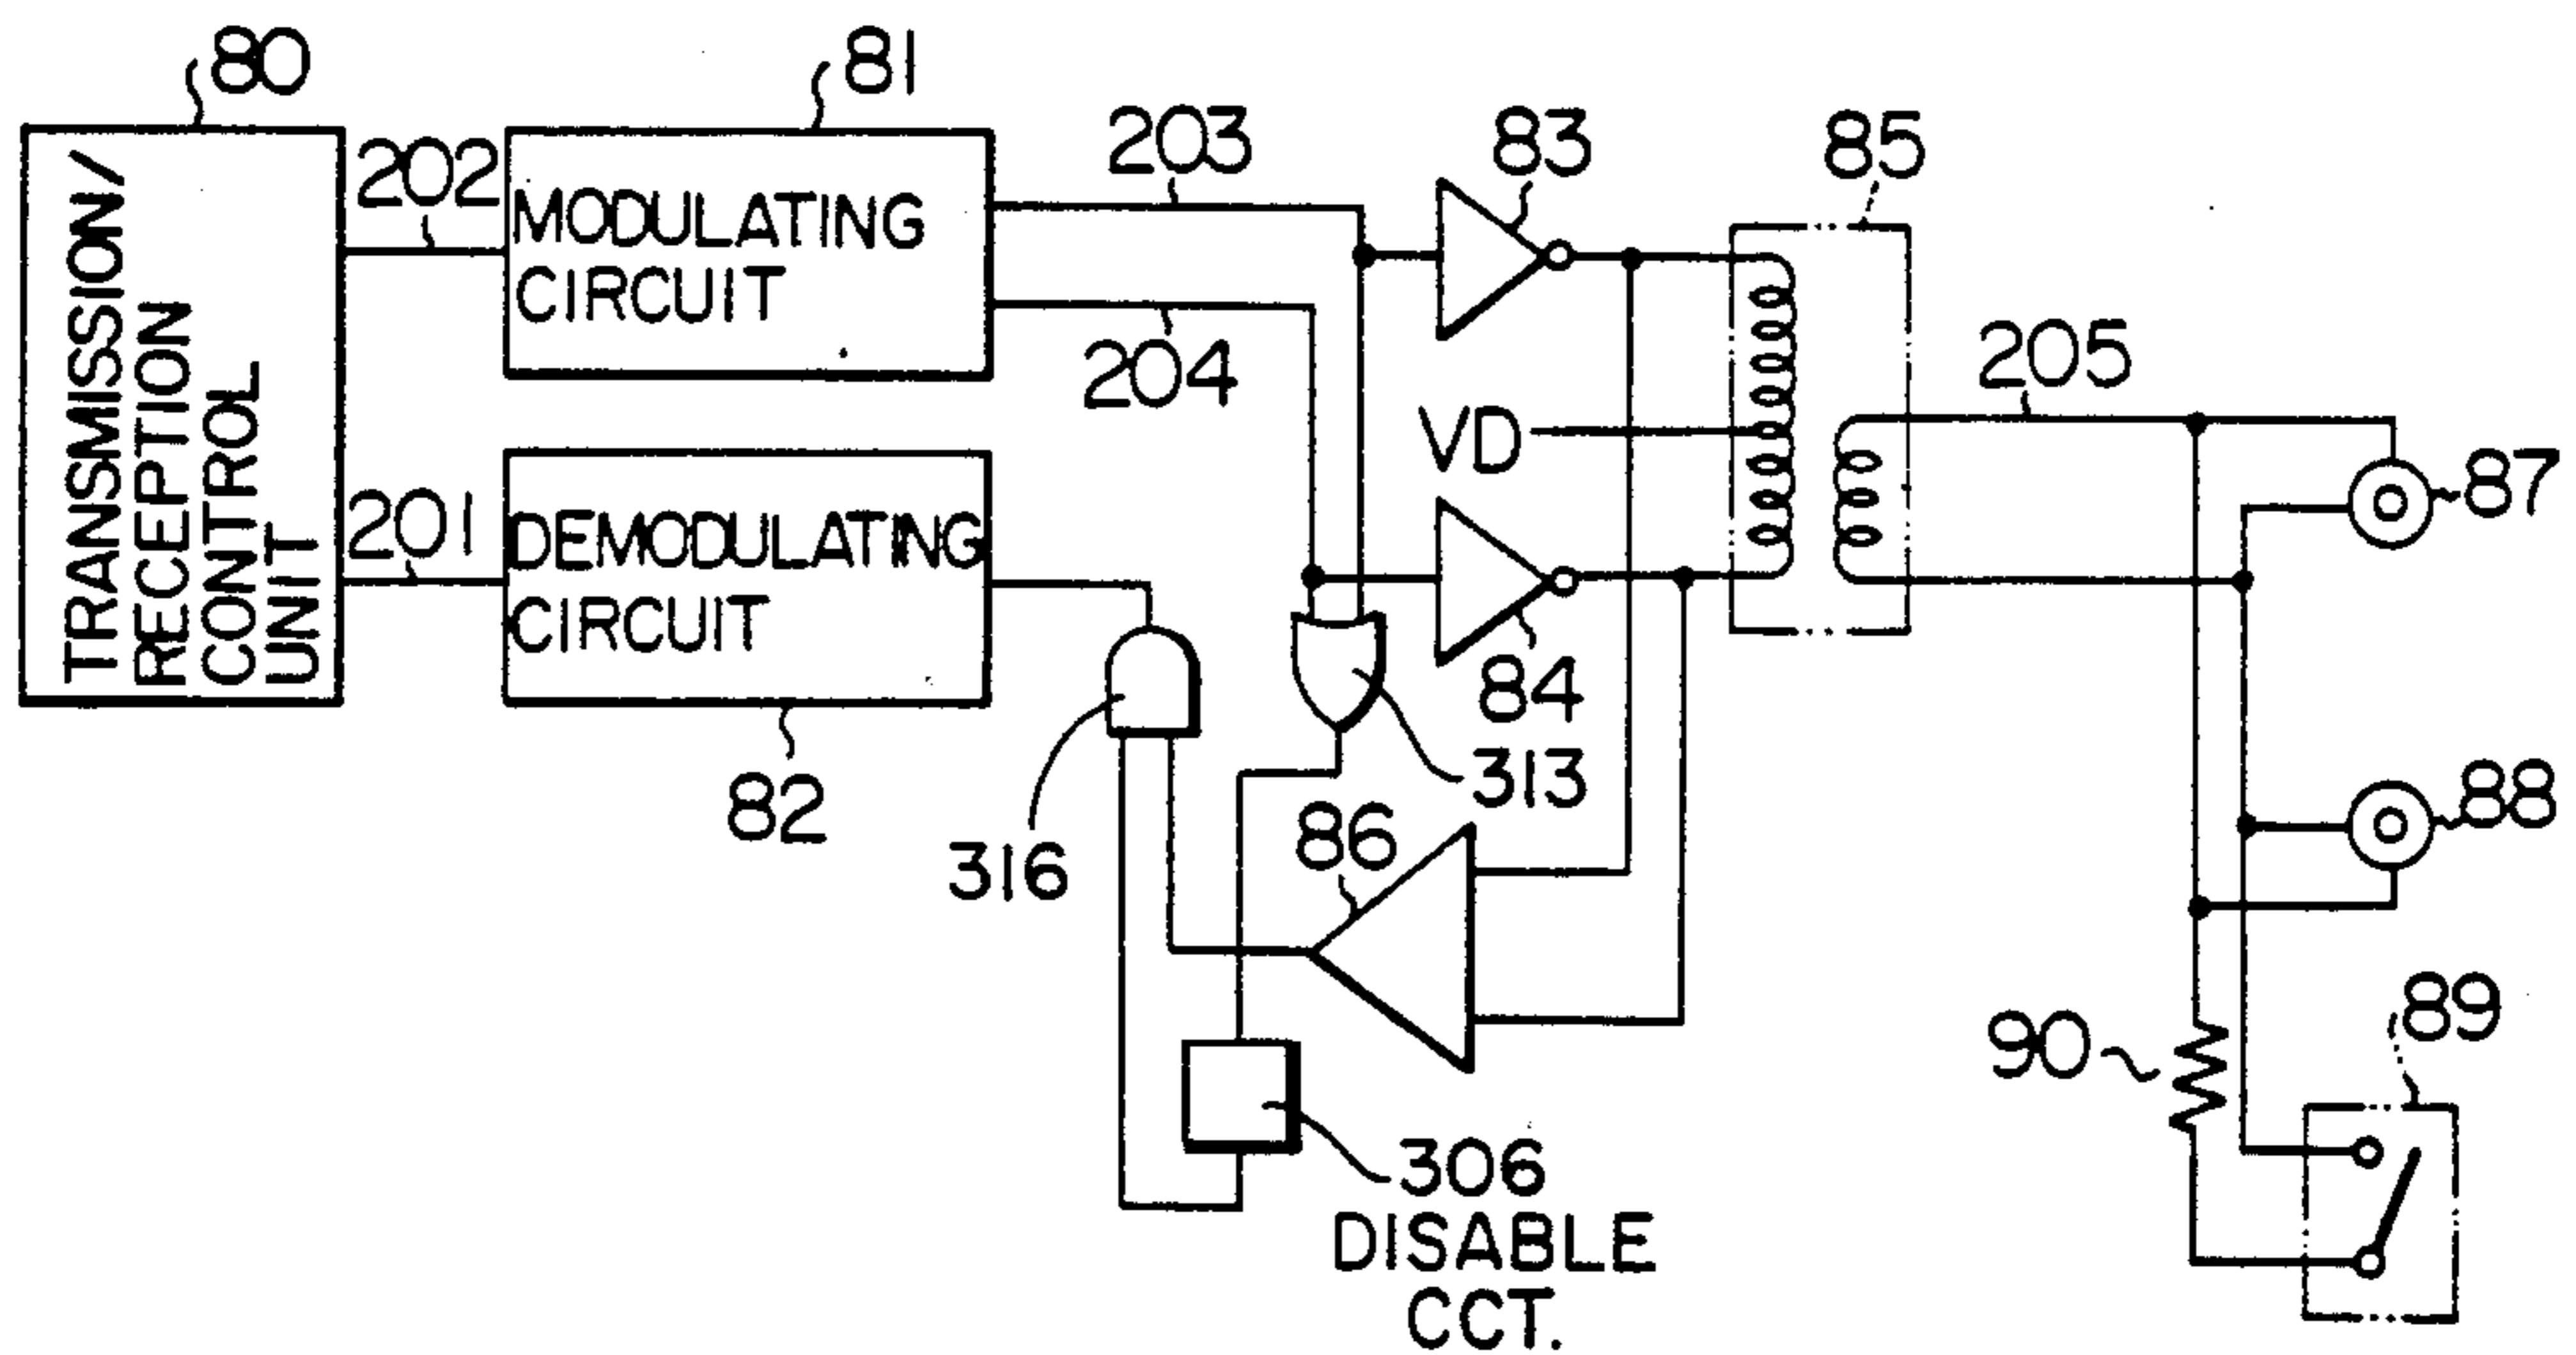 80
81
202
203
83
85
TRANSMISSION/
RECEPTION
CONTROL
UNIT
MODULATING
CIRCUIT
204
VD
205
201
DEMODULATING
CIRCUIT
87
84
82
313
88
316
86
90
89
306
DISABLE
CCT.